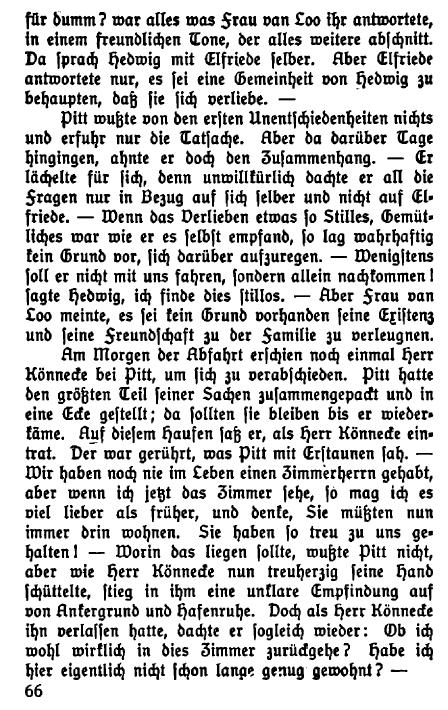 für dumm? war alles was Frau van Loo ihr antwortete,
in einem freundlichen Tone, der alles weitere abschnitt.
Da sprach Hedwig mit Elfriede selber. Aber Elfriede
antwortete nur, es sei eine Gemeinheit von Hedwig zu
behaupten, daß sie sich verliebe. —
Pitt wußte von den ersten Unentschiedenheiten nichts
und erfuhr nur die Tatsache. Aber da darüber Tage
hingingen, ahnte er doch den Zusammenhang. — Er
lächelte für sich, denn unwillkürlich dachte er all die
Fragen nur in Bezug auf sich selber und nicht auf El-
friede. — Wenn das Verlieben etwas so Stilles, Gemüt-
liches war wie er es selbst empfand, so lag wahrhaftig
kein Grund vor, sich darüber aufzuregen. — Wenigstens
soll er nicht mit uns fahren, sondern allein nachkommen!
sagte Hedwig, ich finde dies stillos. — Aber Frau van
Loo meinte, es sei kein Grund vorhanden seine Existenz
und seine Freundschaft zu der Familie zu verleugnen.
Am Morgen der Abfahrt erschien noch einmal Herr
Könnecke bei Pitt, um sich zu verabschieden. Pitt hatte
den größten Teil seiner Sachen zusammengepackt und in
eine Ecke gestellt; da sollten sie bleiben bis er wieder-
käme. Auf diesem Haufen saß er, als Herr Könnecke ein-
trat. Der war gerührt, was Pitt mit Erstaunen sah. —
Wir haben noch nie im Leben einen Zimmerherrn gehabt,
aber wenn ich jetzt das Zimmer sehe, so mag ich es
viel lieber als früher, und denke, Sie müßten nun
immer drin wohnen. Sie haben so treu zu uns ge-
halten! — Worin das liegen sollte, wußte Pitt nicht,
aber wie Herr Könnecke nun treuherzig seine Hand
schüttelte, stieg in ihm eine unklare Empfindung auf
von Ankergrund und Hafenruhe. Doch als Herr Könnecke
ihn verlassen hatte, dachte er sogleich wieder: Ob ich
wohl wirklich in dies Zimmer zurückgehe? Habe ich
hier eigentlich nicht schon lange genug gewohnt? —
66